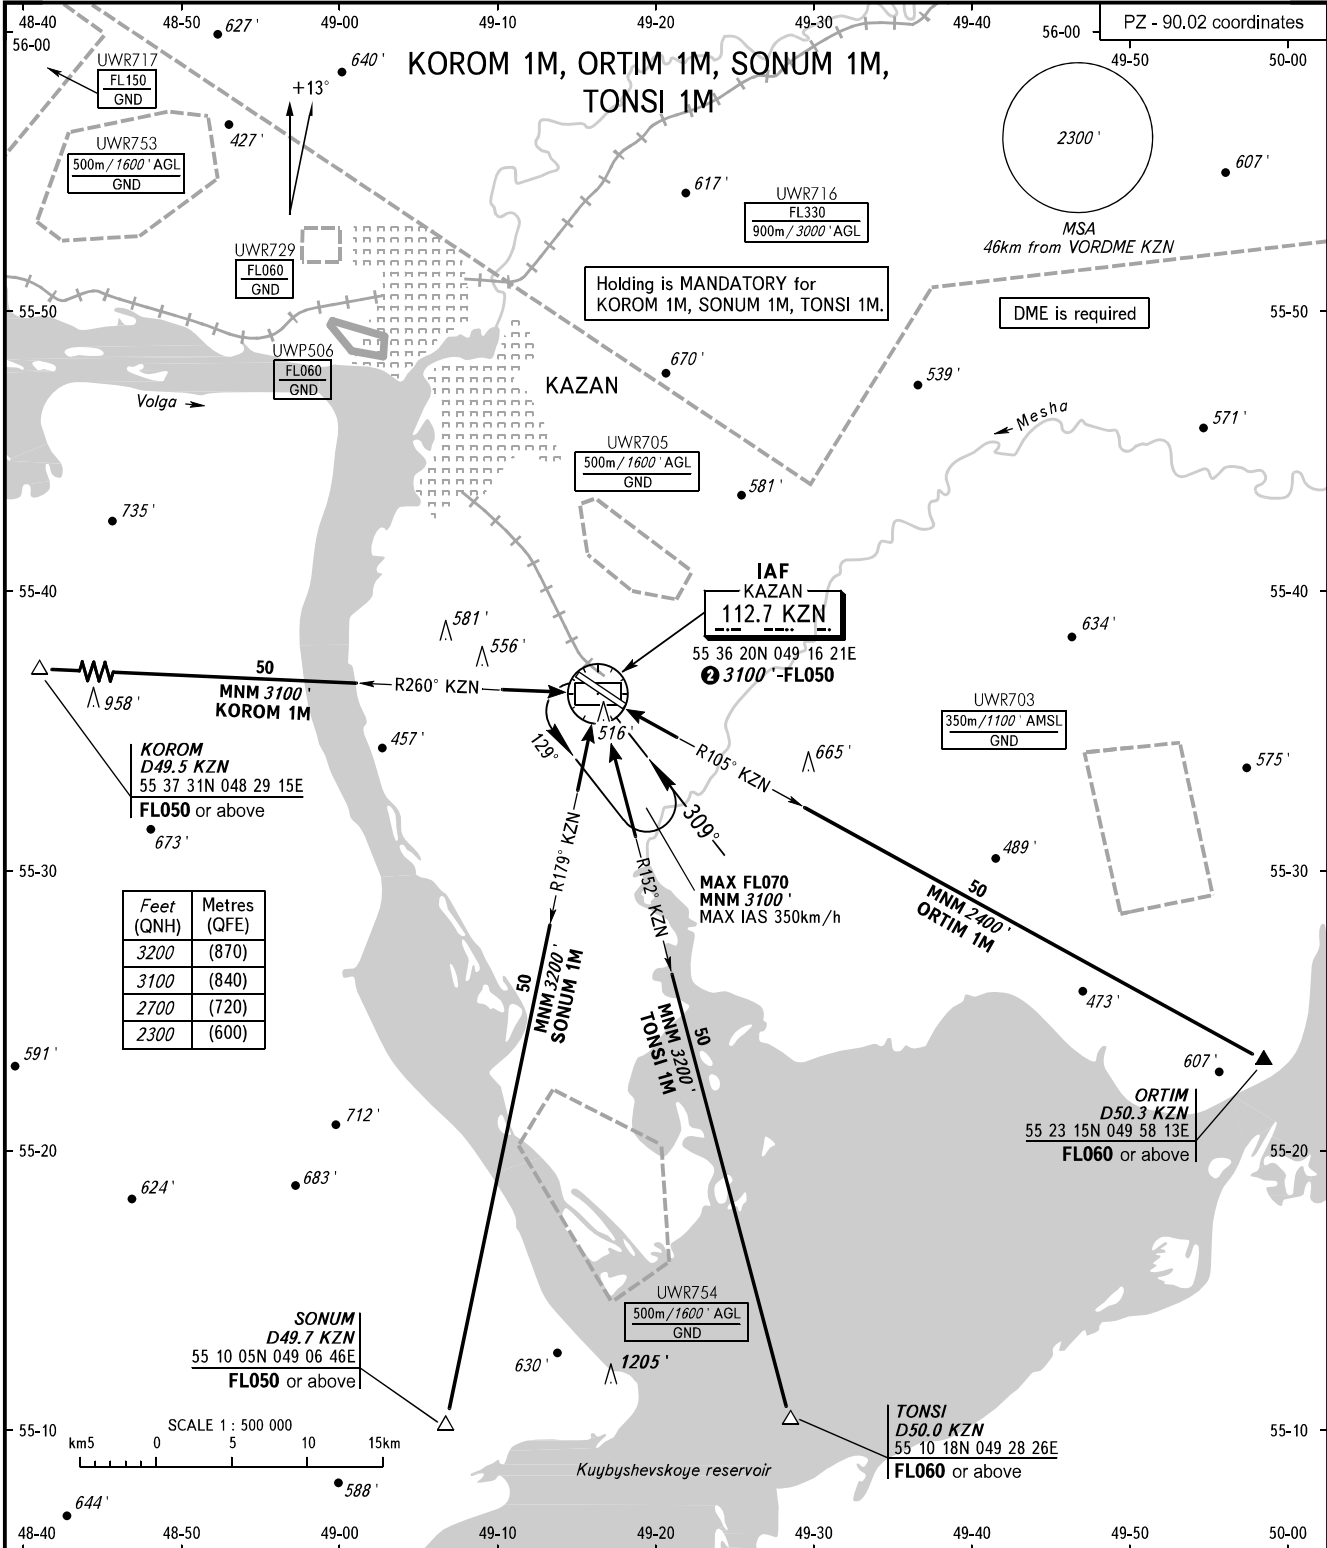 48-40
48-50
49-00
49-10
49-20
49-30
49-40
56-00
PZ - 90.02 coordinates
49-50
50-00
56-00
627'
640'
KOROM 1M, ORTIM 1M, SONUM 1M,
TONSI 1M
UWR717
FL150
GND
+13°
427'
UWR753
500m/1600' AGL
GND
2300'
607'
617'
UWR716
FL330
900m/3000' AGL
MSA
46km from VORDME KZN
UWR729
FL060
GND
Holding is MANDATORY for
KOROM 1M, SONUM 1M, TONSI 1M.
DME is required
55-50
55-50
UWP506
FL060
GND
670'
539'
KAZAN
Volga
Mesha
571'
UWR705
500m/1600' AGL
GND
581'
735'
IAF
KAZAN
112.7 KZN
55 36 20N 049 16 21E
2 3100'-FL050
55-40
55-40
581'
556'
634'
50
MNM 3100'
KOROM 1M
R260° KZN
958'
UWR703
350m/1100' AMSL
GND
516'
457'
129°
R105° KZN
665'
575'
KOROM
D49.5 KZN
55 37 31N 048 29 15E
FL050 or above
673'
309°
R179° KZN
R152° KZN
489'
55-30
55-30
MAX FL070
MNM 3100'
MAX IAS 350km/h
50
MNM 2400'
ORTIM 1M
Feet
(QNH)
Metres
(QFE)
3200
(870)
3100
(840)
2700
(720)
2300
(600)
50
MNM 3200'
SONUM 1M
50
MNM 3200'
TONSI 1M
473'
591'
607'
ORTIM
D50.3 KZN
55 23 15N 049 58 13E
FL060 or above
712'
55-20
55-20
683'
624'
UWR754
500m/1600' AGL
GND
SONUM
D49.7 KZN
55 10 05N 049 06 46E
FL050 or above
630'
1205'
TONSI
D50.0 KZN
55 10 18N 049 28 26E
FL060 or above
55-10
55-10
SCALE 1 : 500 000
km5
0
5
10
15km
Kuybyshevskoye reservoir
588'
644'
48-40
48-50
49-00
49-10
49-20
49-30
49-40
49-50
50-00